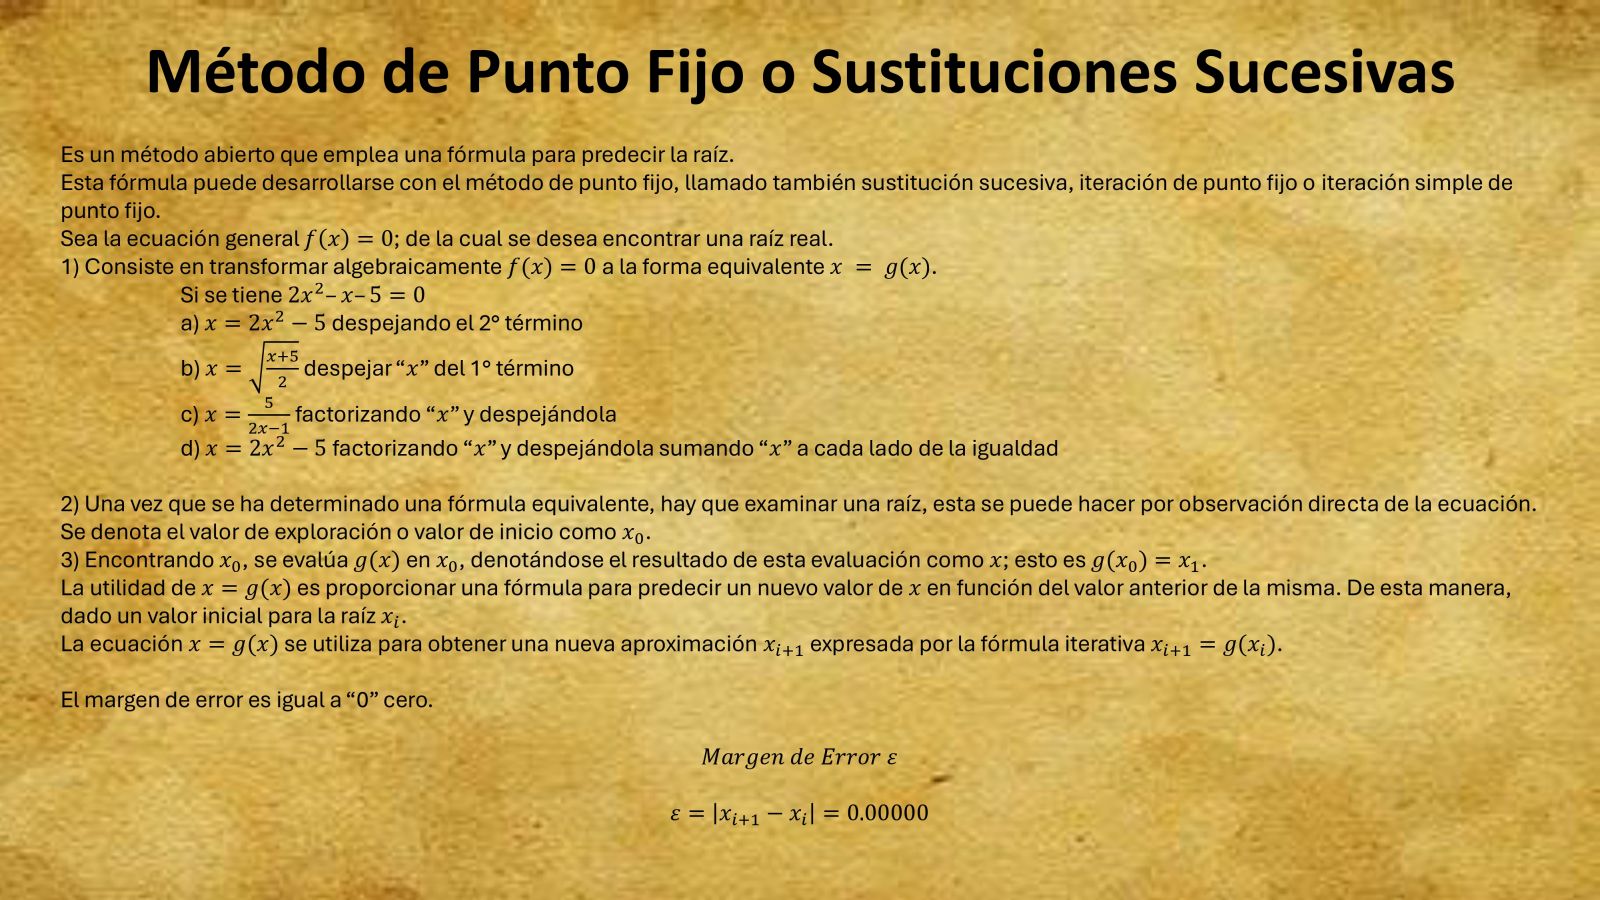 Método de Punto Fijo o Sustituciones Sucesivas
Es un método abierto que emplea una fórmula para predecir la raíz.
Esta fórmula puede desarrollarse con el método de punto fijo, llamado también sustitución sucesiva, iteración de punto fijo o iteración simple de
punto fijo.
Sea la ecuación general f(x) = 0; de la cual se desea encontrar una raíz real.
1) Consiste en transformar algebraicamente f(x) = 0 a la forma equivalente x = g(x).
Si se tiene 2x² – x – 5 = 0
a) x = 2x² − 5 despejando el 2° término
b) x = √((x+5)/2) despejar “x” del 1° término
c) x = 5/(2x−1) factorizando “x” y despejándola
d) x = 2x² − 5 factorizando “x” y despejándola sumando “x” a cada lado de la igualdad
2) Una vez que se ha determinado una fórmula equivalente, hay que examinar una raíz, esta se puede hacer por observación directa de la ecuación.
Se denota el valor de exploración o valor de inicio como x₀.
3) Encontrando x₀, se evalúa g(x) en x₀, denotándose el resultado de esta evaluación como x; esto es g(x₀) = x₁.
La utilidad de x = g(x) es proporcionar una fórmula para predecir un nuevo valor de x en función del valor anterior de la misma. De esta manera,
dado un valor inicial para la raíz xᵢ.
La ecuación x = g(x) se utiliza para obtener una nueva aproximación xᵢ₊₁ expresada por la fórmula iterativa xᵢ₊₁ = g(xᵢ).
El margen de error es igual a “0” cero.
Margen de Error ε
ε = |xᵢ₊₁ − xᵢ| = 0.00000